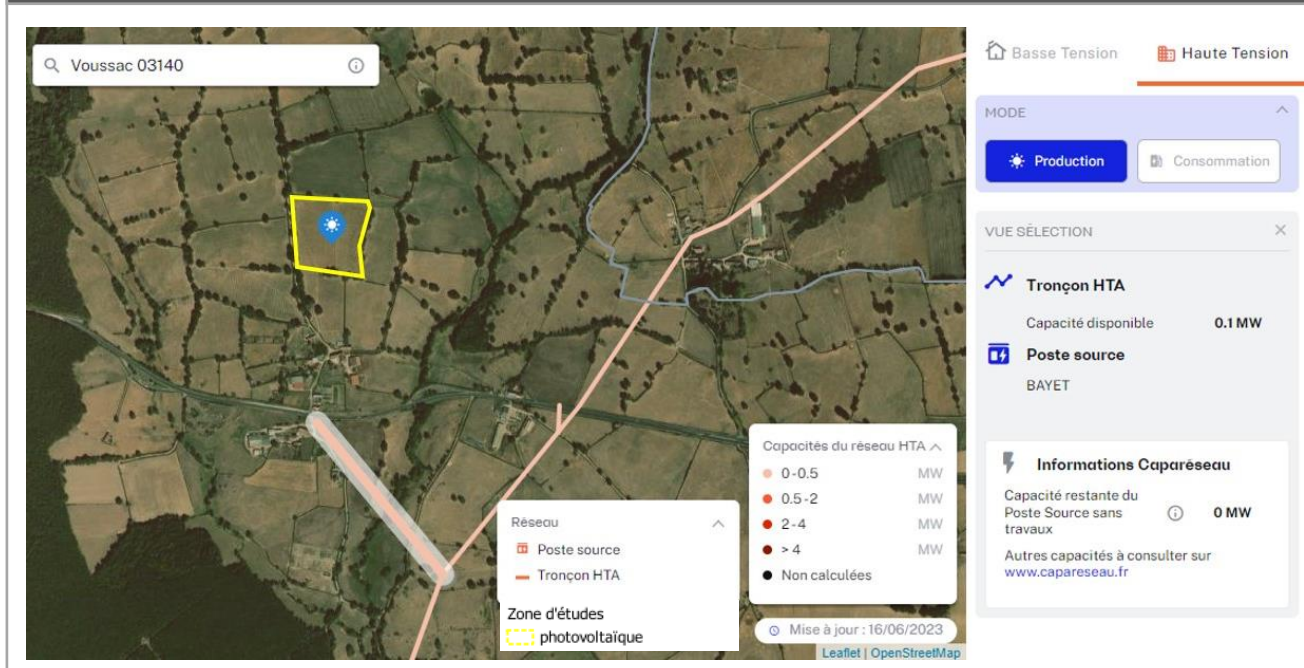 Voussac 03140
Basse Tension
Haute Tension
MODE
Production
Consommation
VUE SÉLECTION
Tronçon HTA
Capacité disponible 0.1 MW
Poste source
BAYET
Informations Caparéseau
Capacité restante du
Poste Source sans
travaux
0 MW
Autres capacités à consulter sur
www.capareseau.fr
Réseau
Poste source
Tronçon HTA
Zone d'études
photovoltaïque
Capacités du réseau HTA
0-0.5 MW
0.5-2 MW
2-4 MW
> 4 MW
Non calculées
Mise à jour : 16/06/2023
Leaflet | OpenStreetMap